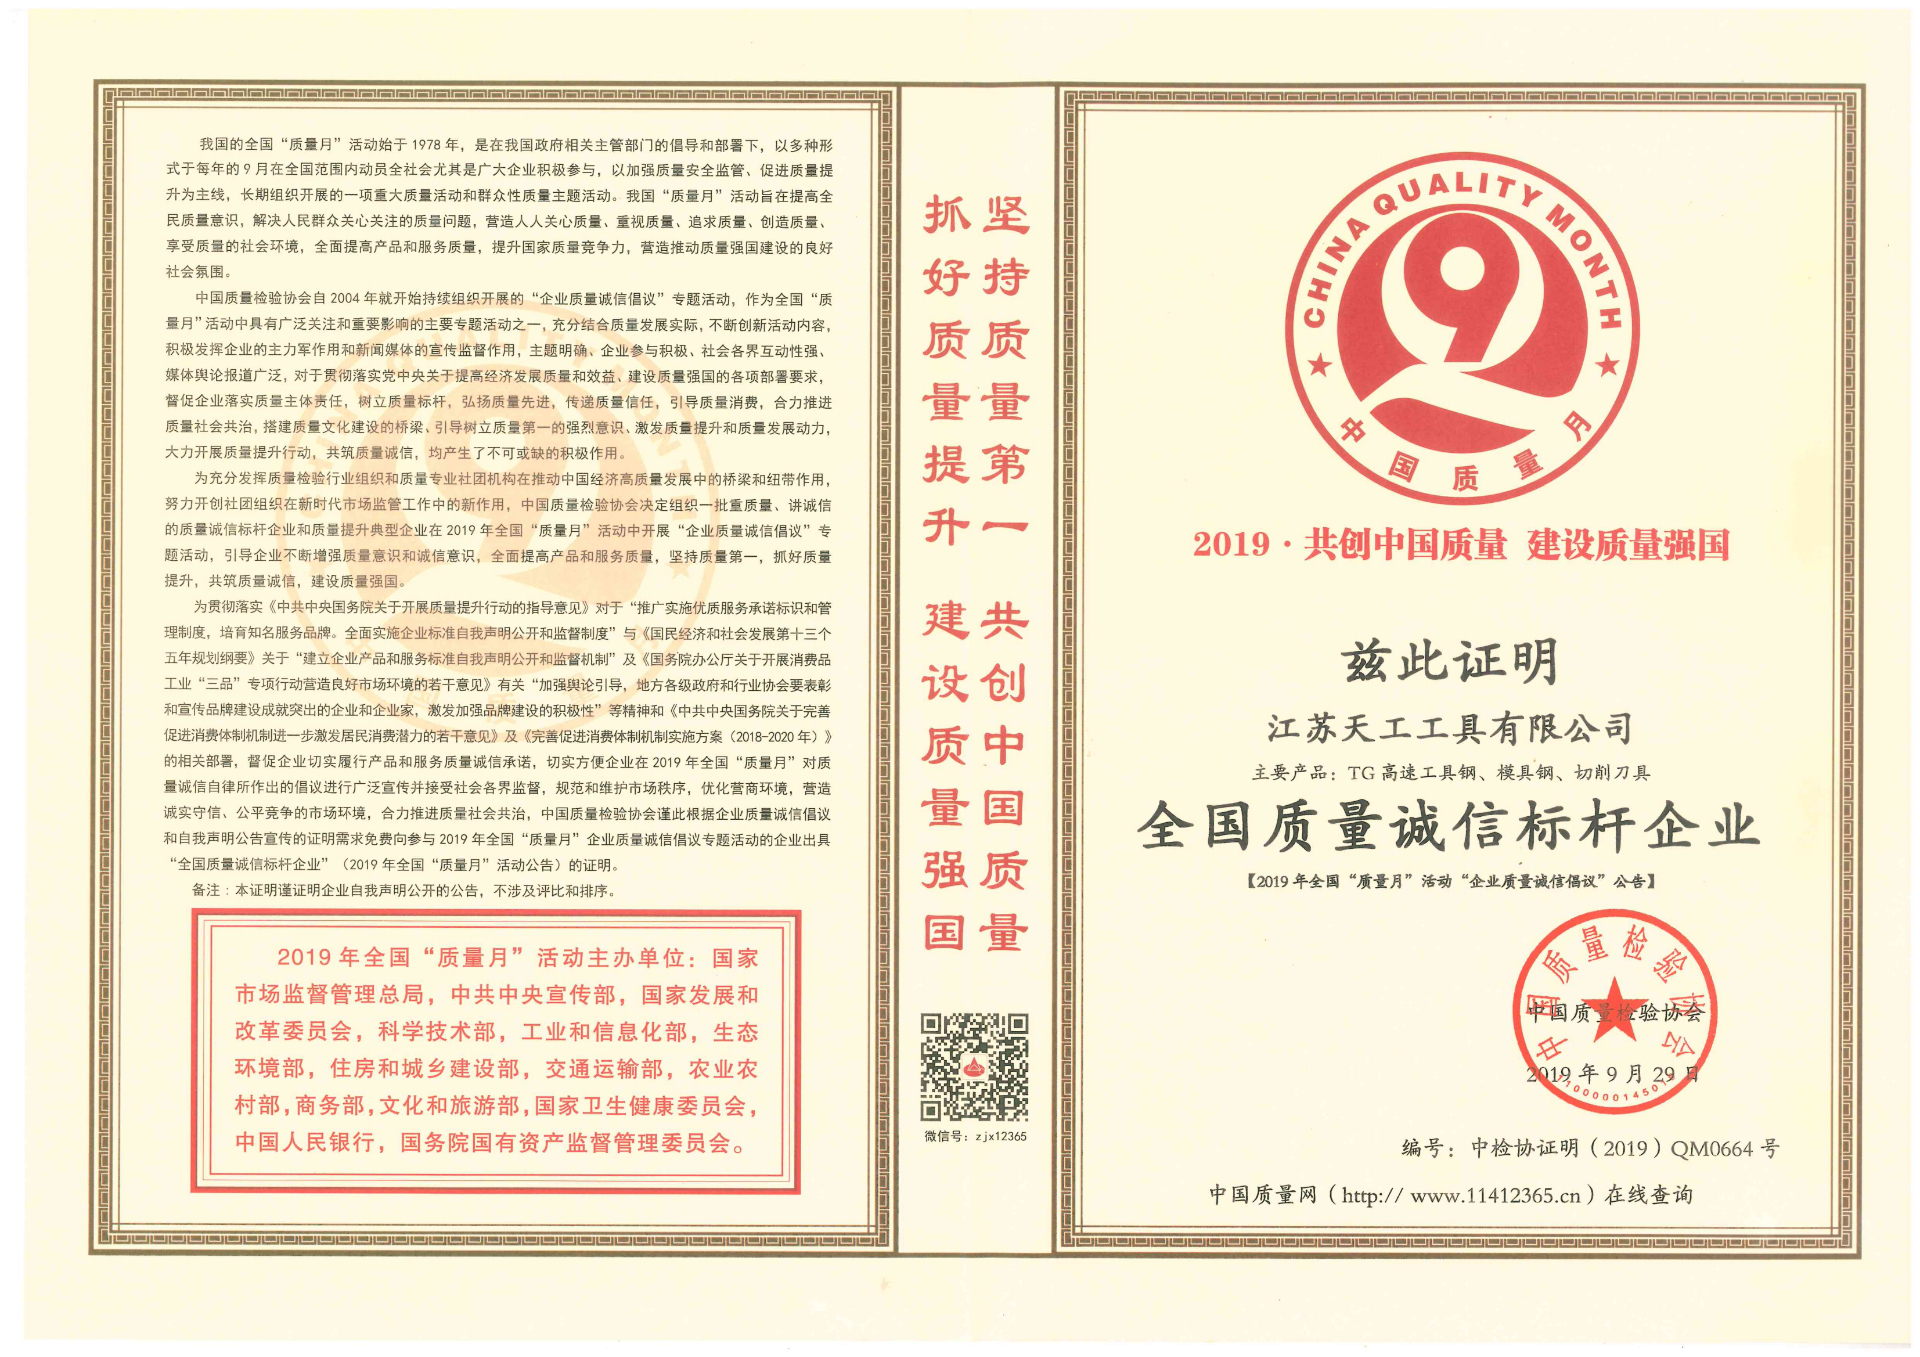 我国的全国“质量月”活动始于1978年，是在我国政府相关主管部门的倡导和部署下，以多种形
式于每年的9月在全国范围内动员全社会尤其是广大企业积极参与，以加强质量安全监管、促进质量提
升为主线，长期组织开展的一项重大质量活动和群众性质量主题活动。我国“质量月”活动旨在提高全
民质量意识，解决人民群众关心关注的质量问题，营造人人关心质量、重视质量、追求质量、创造质量、
享受质量的社会环境，全面提高产品和服务质量，提升国家质量竞争力，营造推动质量强国建设的良好
社会氛围。
中国质量检验协会自2004年就开始持续组织开展的“企业质量诚信倡议”专题活动，作为全国“质
量月”活动中具有广泛关注和重要影响的主要专题活动之一，充分结合质量发展实际，不断创新活动内容，
积极发挥企业的主力军作用和新闻媒体的宣传监督作用，主题明确、企业参与积极、社会各界互动性强、
媒体舆论报道广泛，对于贯彻落实党中央关于提高经济发展质量和效益、建设质量强国的各项部署要求，
督促企业落实质量主体责任，树立质量标杆，弘扬质量先进，传递质量信任，引导质量消费，合力推进
质量社会共治，搭建质量文化建设的桥梁、引导树立质量第一的强烈意识、激发质量提升和质量发展动力，
大力开展质量提升行动，共筑质量诚信，均产生了不可或缺的积极作用。
为充分发挥质量检验行业组织和质量专业社团机构在推动中国经济高质量发展中的桥梁和纽带作用，
努力开创社团组织在新时代市场监管工作中的新作用，中国质量检验协会决定组织一批重质量、讲诚信
的质量诚信标杆企业和质量提升典型企业在2019年全国“质量月”活动中开展“企业质量诚信倡议”专
题活动，引导企业不断增强质量意识和诚信意识，全面提高产品和服务质量，坚持质量第一，抓好质量
提升，共筑质量诚信，建设质量强国。
为贯彻落实《中共中央国务院关于开展质量提升行动的指导意见》对于“推广实施优质服务承诺标识和管
理制度，培育知名服务品牌。全面实施企业标准自我声明公开和监督制度”与《国民经济和社会发展第十三个
五年规划纲要》关于“建立企业产品和服务标准自我声明公开和监督机制”及《国务院办公厅关于开展消费品
工业“三品”专项行动营造良好市场环境的若干意见》有关“加强舆论引导，地方各级政府和行业协会要表彰
和宣传品牌建设成就突出的企业和企业家，激发加强品牌建设的积极性”等精神和《中共中央国务院关于完善
促进消费体制机制进一步激发居民消费潜力的若干意见》及《完善促进消费体制机制实施方案（2018-2020年）》
的相关部署，督促企业切实履行产品和服务质量诚信承诺，切实方便企业在2019年全国“质量月”对质
量诚信自律所作出的倡议进行广泛宣传并接受社会各界监督，规范和维护市场秩序，优化营商环境，营造
诚实守信、公平竞争的市场环境，合力推进质量社会共治，中国质量检验协会谨此根据企业质量诚信倡议
和自我声明公告宣传的证明需求免费向参与2019年全国“质量月”企业质量诚信倡议专题活动的企业出具
“全国质量诚信标杆企业”（2019年全国“质量月”活动公告）的证明。
备注：本证明谨证明企业自我声明公开的公告，不涉及评比和排序。
2019年全国“质量月”活动主办单位：国家
市场监督管理总局，中共中央宣传部，国家发展和
改革委员会，科学技术部，工业和信息化部，生态
环境部，住房和城乡建设部，交通运输部，农业农
村部，商务部，文化和旅游部，国家卫生健康委员会，
中国人民银行，国务院国有资产监督管理委员会。
坚持质量第一 共创中国质量
抓好质量提升 建设质量强国
微信号：zjx12365
CHINA QUALITY MONTH
中国质量月
2019·共创中国质量 建设质量强国
兹此证明
江苏天工工具有限公司
主要产品：TG高速工具钢、模具钢、切削刀具
全国质量诚信标杆企业
【2019年全国“质量月”活动“企业质量诚信倡议”公告】
中国质量检验协会
中国质量检验协会
2019年9月29日
编号：中检协证明（2019）QM0664号
中国质量网（http:// www.11412365.cn）在线查询